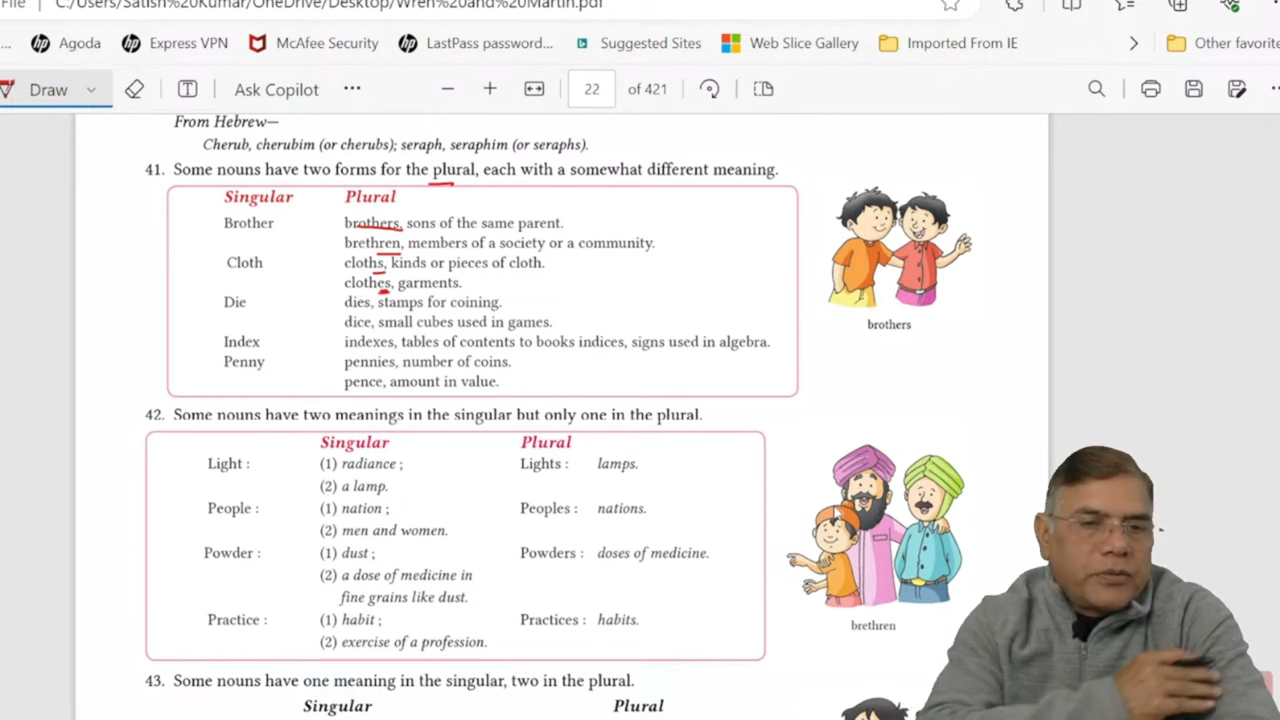 File C:/Users/Satish%20Kumar/OneDrive/Desktop/Wren%20and%20Martin.pdf
... Agoda Express VPN McAfee Security LastPass password... Suggested Sites Web Slice Gallery Imported From IE Other favorite
Draw Ask Copilot ... 22 of 421
From Hebrew—
Cherub, cherubim (or cherubs); seraph, seraphim (or seraphs).
41. Some nouns have two forms for the plural, each with a somewhat different meaning.
Singular Plural
Brother brothers, sons of the same parent.
brethren, members of a society or a community.
Cloth cloths, kinds or pieces of cloth.
clothes, garments.
Die dies, stamps for coining.
dice, small cubes used in games.
Index indexes, tables of contents to books indices, signs used in algebra.
Penny pennies, number of coins.
pence, amount in value.
brothers
42. Some nouns have two meanings in the singular but only one in the plural.
Singular Plural
Light : (1) radiance ; Lights : lamps.
(2) a lamp.
People : (1) nation ; Peoples : nations.
(2) men and women.
Powder : (1) dust ; Powders : doses of medicine.
(2) a dose of medicine in
fine grains like dust.
Practice : (1) habit ; Practices : habits.
(2) exercise of a profession.
brethren
43. Some nouns have one meaning in the singular, two in the plural.
Singular Plural